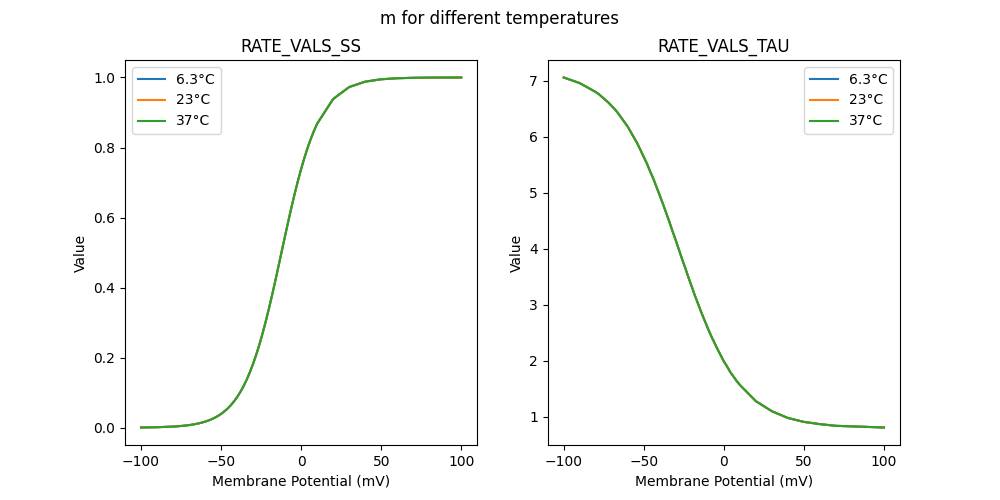 m for different temperatures
RATE_VALS_SS
Value
1.0
0.8
0.6
0.4
0.2
0.0
6.3°C
23°C
37°C
−100
−50
0
50
100
Membrane Potential (mV)
RATE_VALS_TAU
Value
7
6
5
4
3
2
1
6.3°C
23°C
37°C
−100
−50
0
50
100
Membrane Potential (mV)